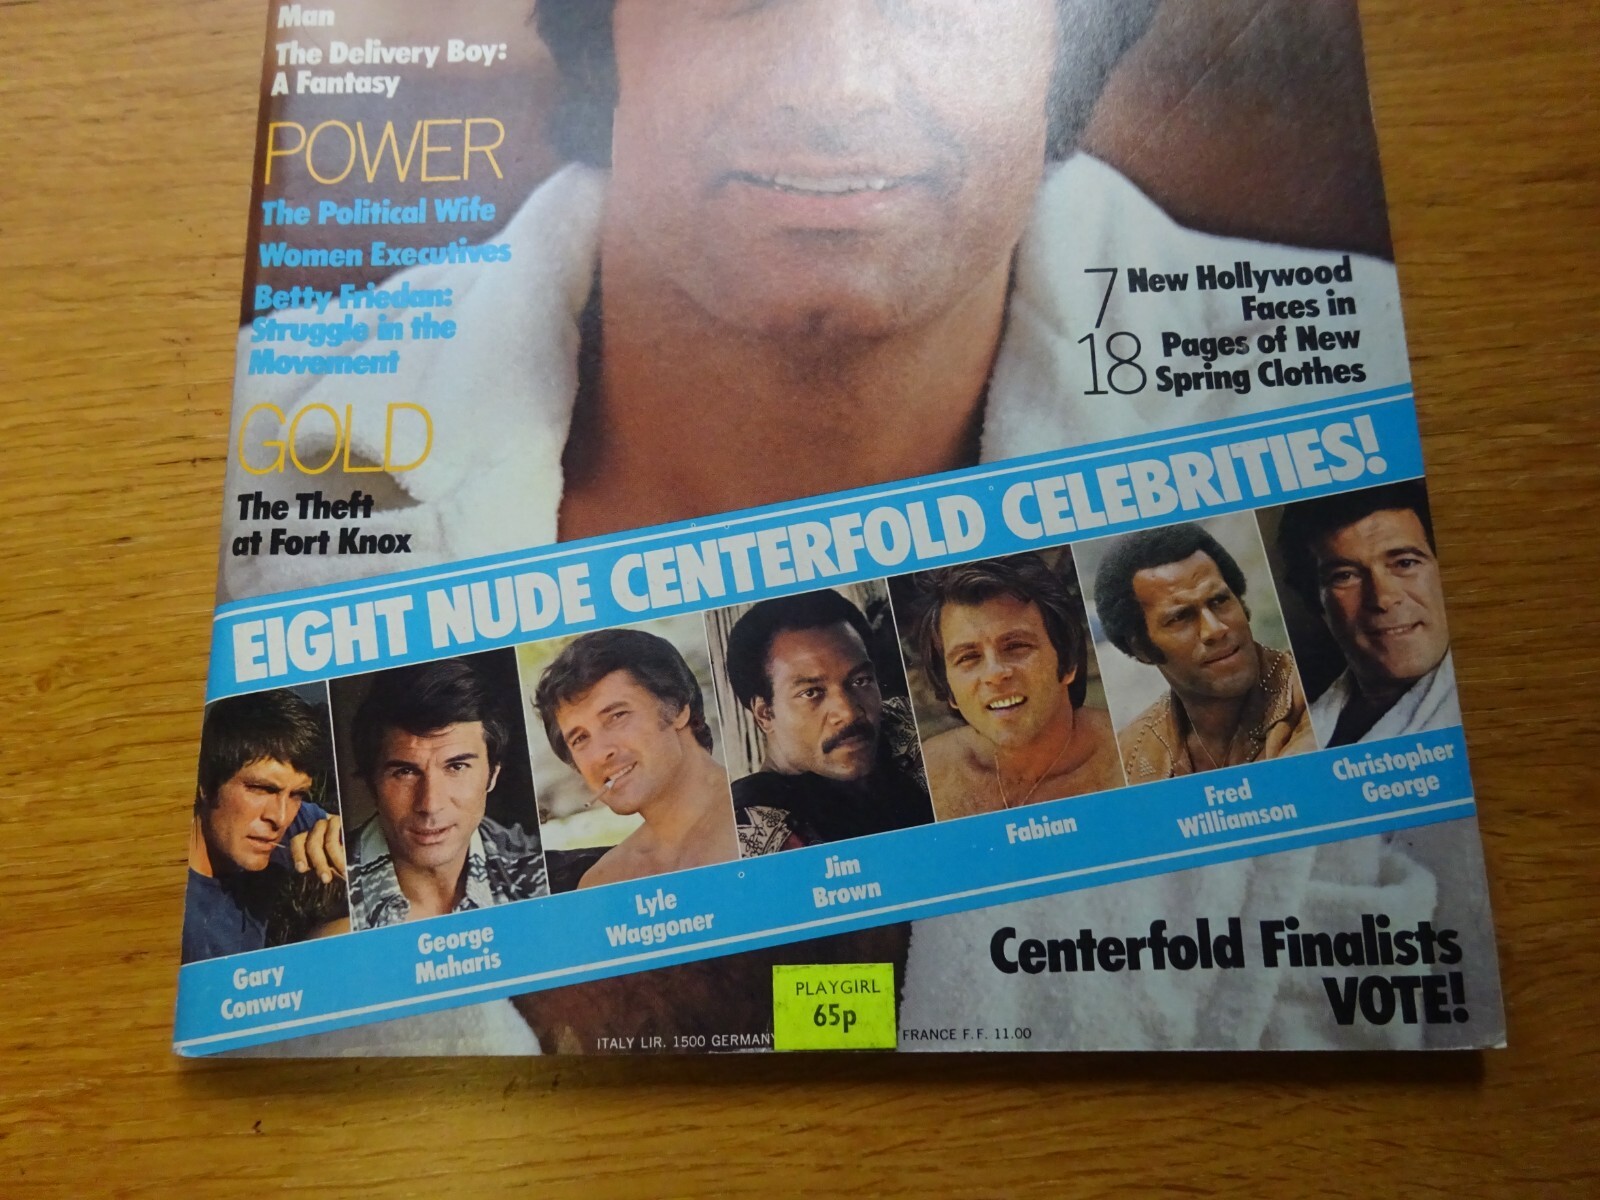 Man
The Delivery Boy:
A Fantasy
POWER
The Political Wife
Women Executives
Betty Friedan:
Struggle in the
Movement
GOLD
The Theft
at Fort Knox
7 New Hollywood
Faces in
18 Pages of New
Spring Clothes
EIGHT NUDE CENTERFOLD CELEBRITIES!
Gary
Conway
George
Maharis
Lyle
Waggoner
Jim
Brown
Fabian
Fred
Williamson
Christopher
George
Centerfold Finalists
VOTE!
PLAYGIRL
65p
ITALY LIR. 1500 GERMANY FRANCE F.F. 11.00